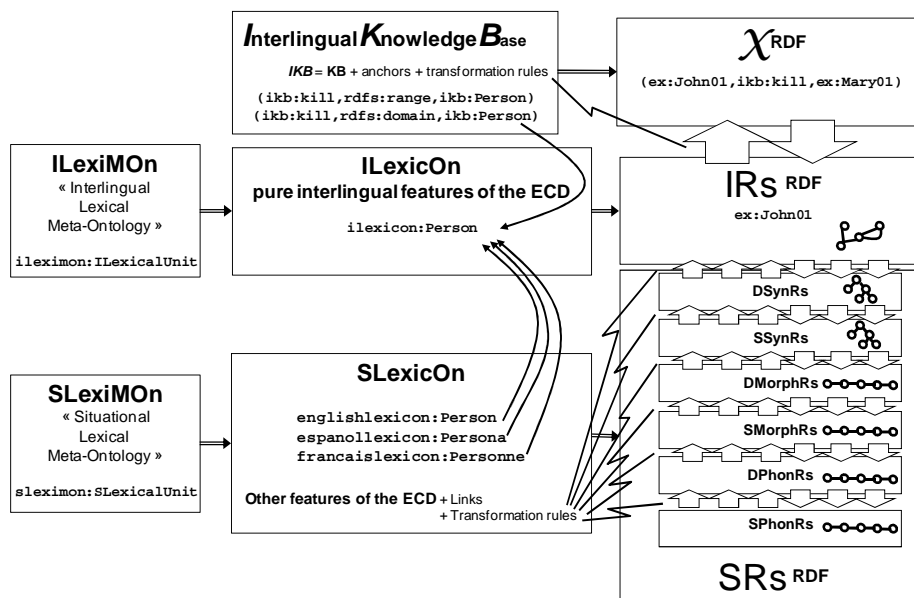 Interlingual Knowledge Base
IKB = KB + anchors + transformation rules
(ikb:kill,rdfs:range,ikb:Person)
(ikb:kill,rdfs:domain,ikb:Person)
χ RDF
(ex:John01,ikb:kill,ex:Mary01)
ILexiMOn
« Interlingual
Lexical
Meta-Ontology »
ileximon:ILexicalUnit
ILexicOn
pure interlingual features of the ECD
ilexicon:Person
IRs RDF
ex:John01
DSynRs
SSynRs
DMorphRs
SMorphRs
DPhonRs
SPhonRs
SRs RDF
SLexiMOn
« Situational
Lexical
Meta-Ontology »
sleximon:SLexicalUnit
SLexicOn
englishlexicon:Person
espanollexicon:Persona
francaislexicon:Personne
Other features of the ECD + Links
+ Transformation rules